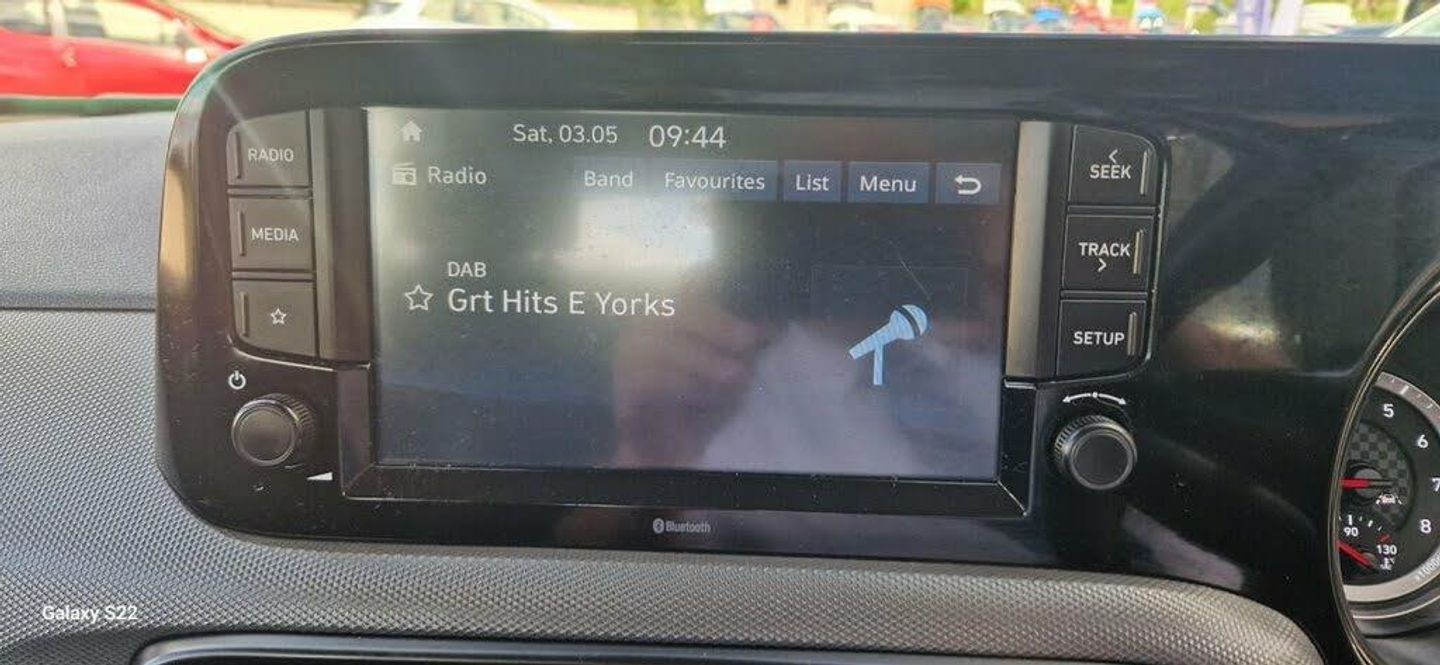 Sat, 03.05 09:44
RADIO
Radio
Band Favourites List Menu
SEEK
MEDIA
TRACK
DAB
Grt Hits E Yorks
SETUP
Bluetooth
5
6
7
8
90
130
Galaxy S22